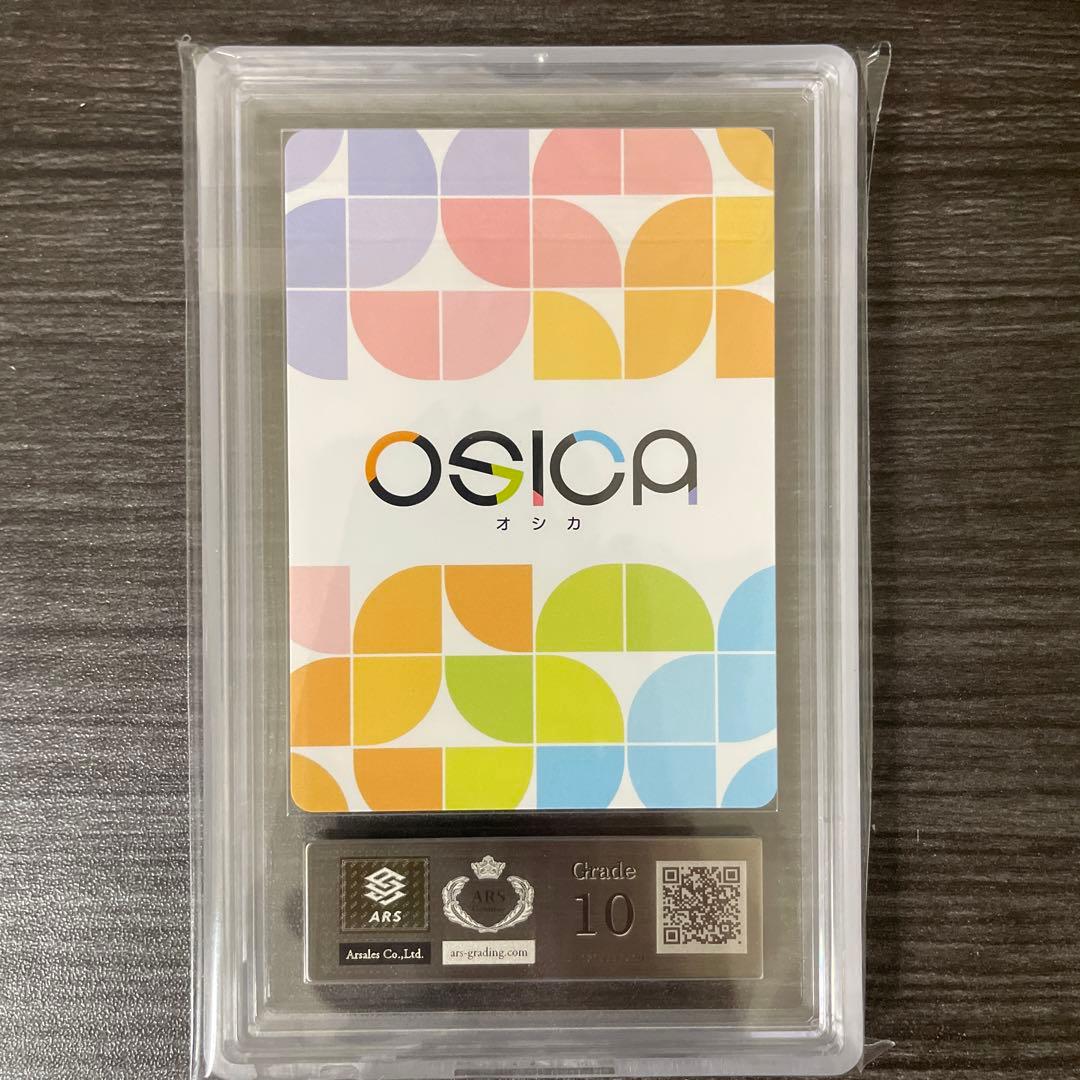 OSICA
オシカ
ARS
Arsales Co.,Ltd.
ARS
ars-grading.com
Grade
10